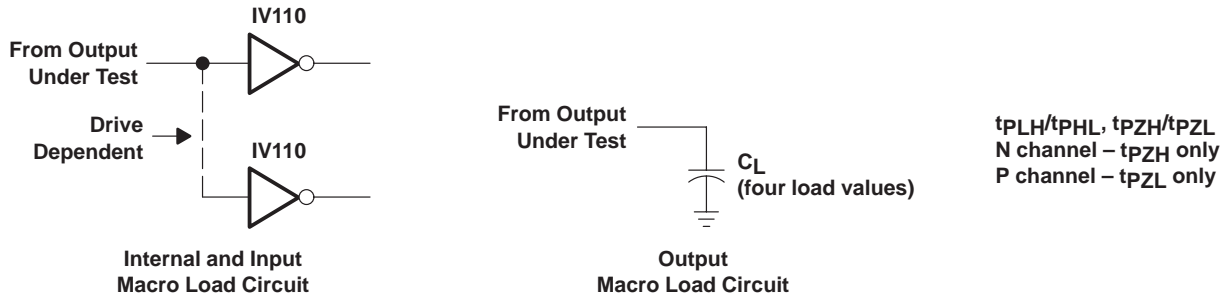 IV110
From Output
Under Test
Drive
Dependent
IV110
Internal and Input
Macro Load Circuit
From Output
Under Test
CL
(four load values)
Output
Macro Load Circuit
tPLH/tPHL, tPZH/tPZL
N channel – tPZH only
P channel – tPZL only